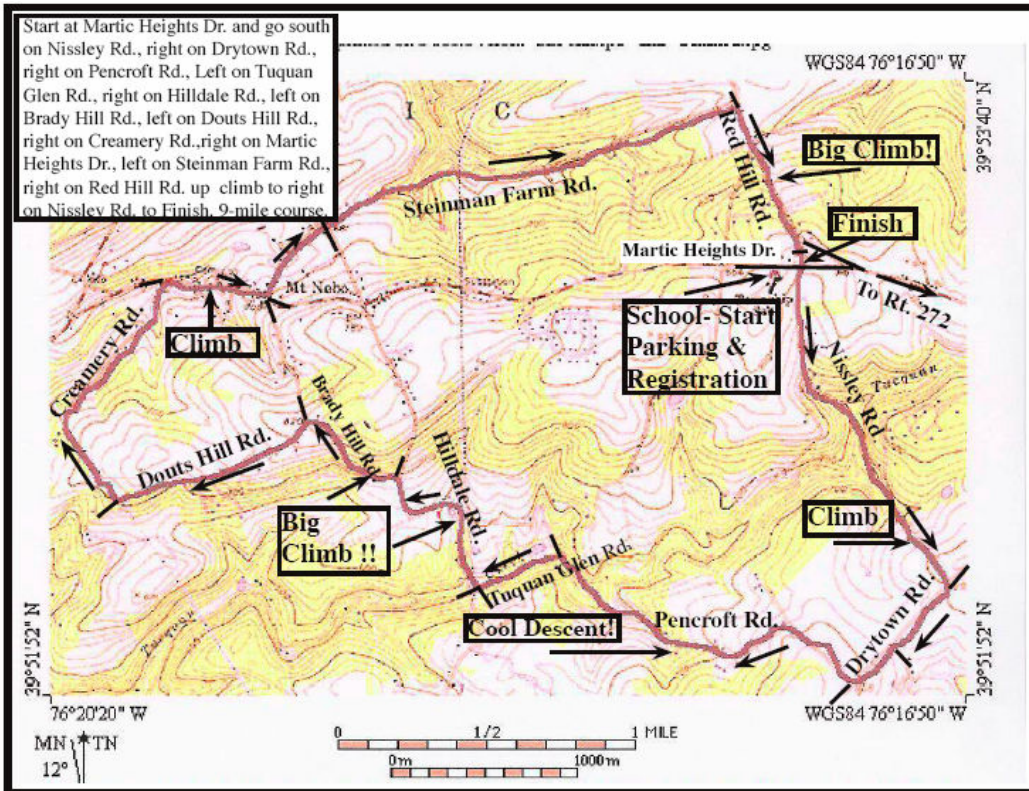 Start at Martic Heights Dr. and go south
on Nissley Rd., right on Drytown Rd.,
right on Pencroft Rd., Left on Tuquan
Glen Rd., right on Hilldale Rd., left on
Brady Hill Rd., left on Douts Hill Rd.,
right on Creamery Rd.,right on Martic
Heights Dr., left on Steinman Farm Rd.,
right on Red Hill Rd. up climb to right
on Nissley Rd. to Finish. 9-mile course.
WGS84 76°16'50" W
39°53'40" N
I C
Red Hill Rd.
Big Climb!
Steinman Farm Rd.
Finish
Martic Heights Dr.
To Rt. 272
Mt Nebo
Climb
School- Start
Parking &
Registration
Creamery Rd.
Nissley Rd
Tucquan
Brady Hill Rd.
Douts Hill Rd.
Hilldale Rd.
Big
Climb !!
Climb
Tuquan Glen Rd.
Cool Descent!
Pencroft Rd.
Drytown Rd.
39°51'52" N
39°51'52" N
76°20'20" W
WGS84 76°16'50" W
MN TN
12°
0 1/2 1 MILE
0m 1000m